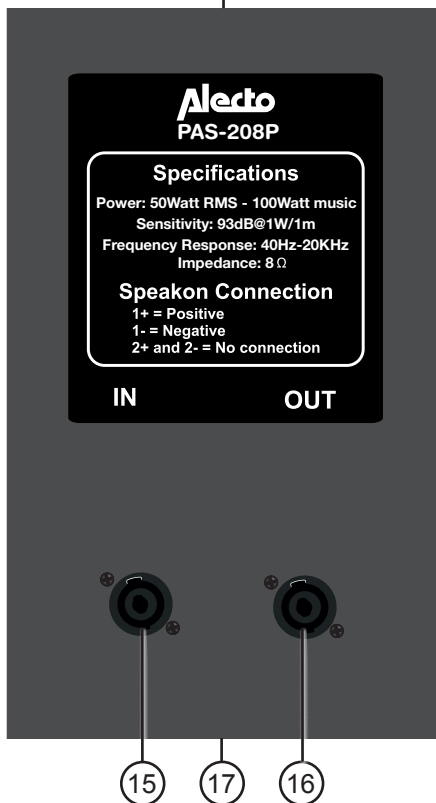 Alecto
PAS-208P
Specifications
Power: 50Watt RMS - 100Watt music
Sensitivity: 93dB@1W/1m
Frequency Response: 40Hz-20KHz
Impedance: 8 Ω
Speakon Connection
1+ = Positive
1- = Negative
2+ and 2- = No connection
IN OUT
15 17 16